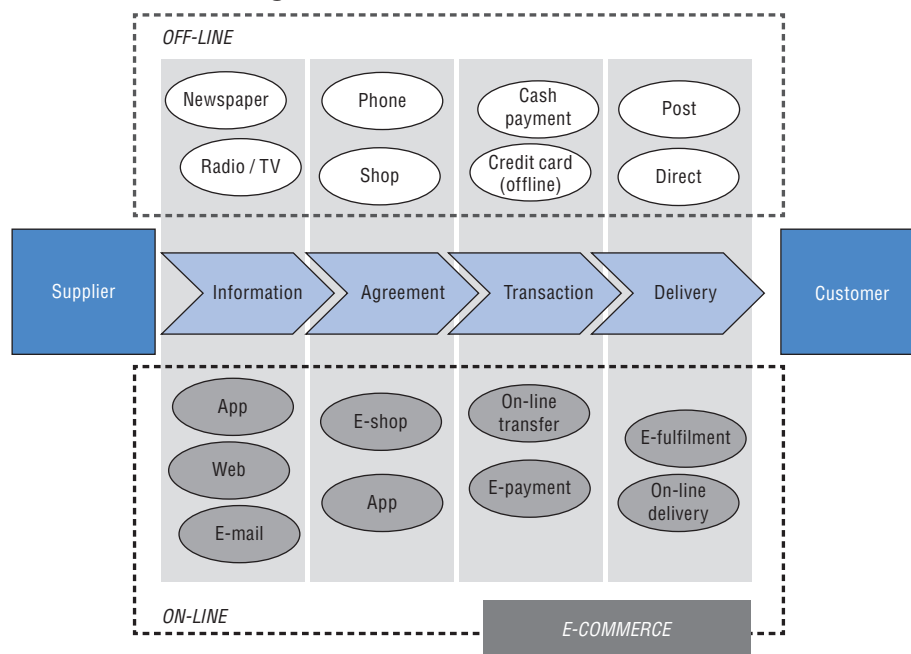 OFF-LINE
Newspaper
Phone
Cash
payment
Post
Radio / TV
Shop
Credit card
(offline)
Direct
Supplier
Information
Agreement
Transaction
Delivery
Customer
App
E-shop
On-line
transfer
E-fulfilment
Web
App
E-payment
On-line
delivery
E-mail
ON-LINE
E-COMMERCE